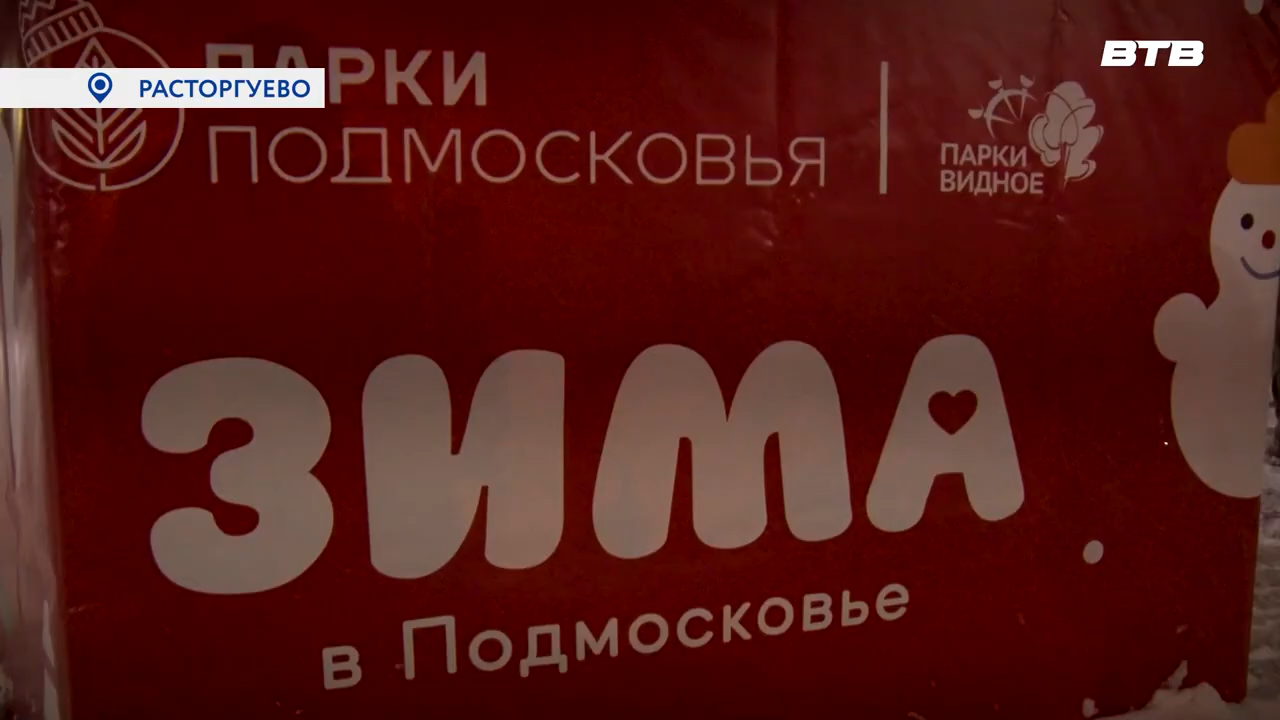 ВТВ
РАСТОРГУЕВО
ПАРКИ
ПОДМОСКОВЬЯ
ПАРКИ
ВИДНОЕ
ЗИМА
в Подмосковье